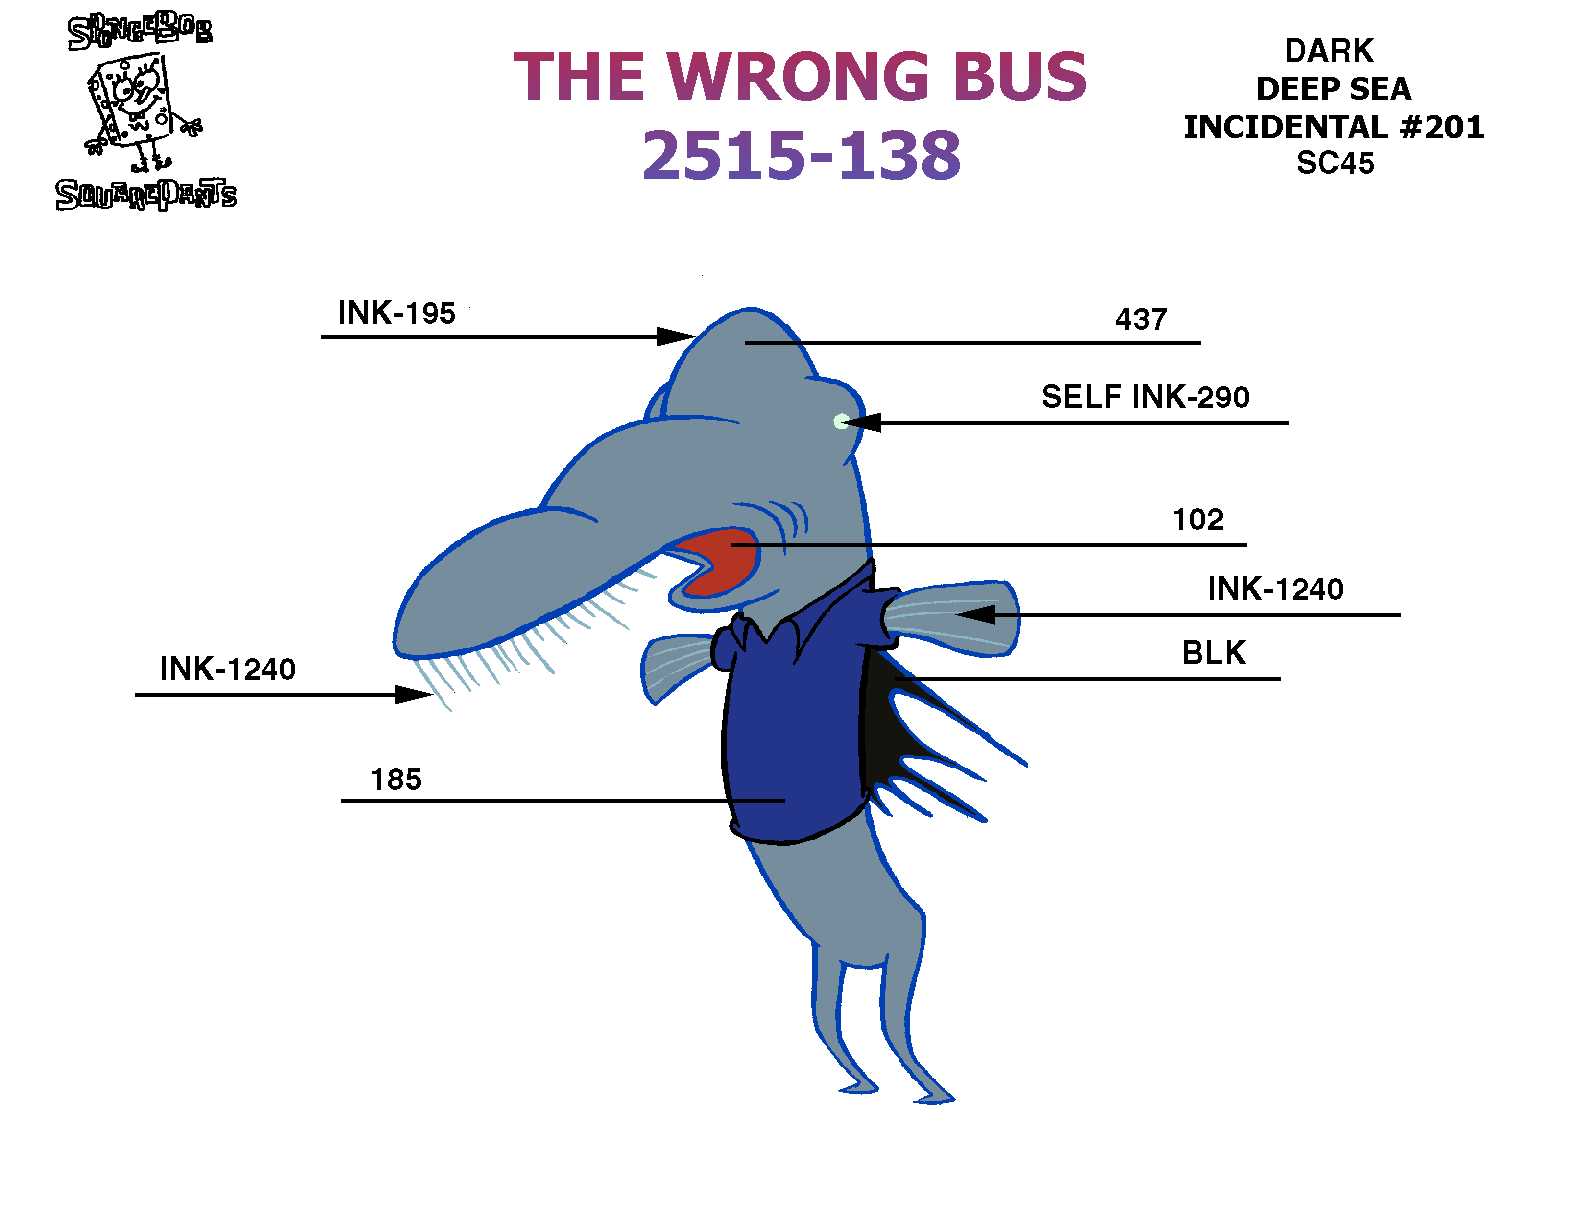 SPONGEBOB
SQUAREPANTS
THE WRONG BUS
2515-138
DARK
DEEP SEA
INCIDENTAL #201
SC45
INK-195
437
SELF INK-290
102
INK-1240
BLK
INK-1240
185